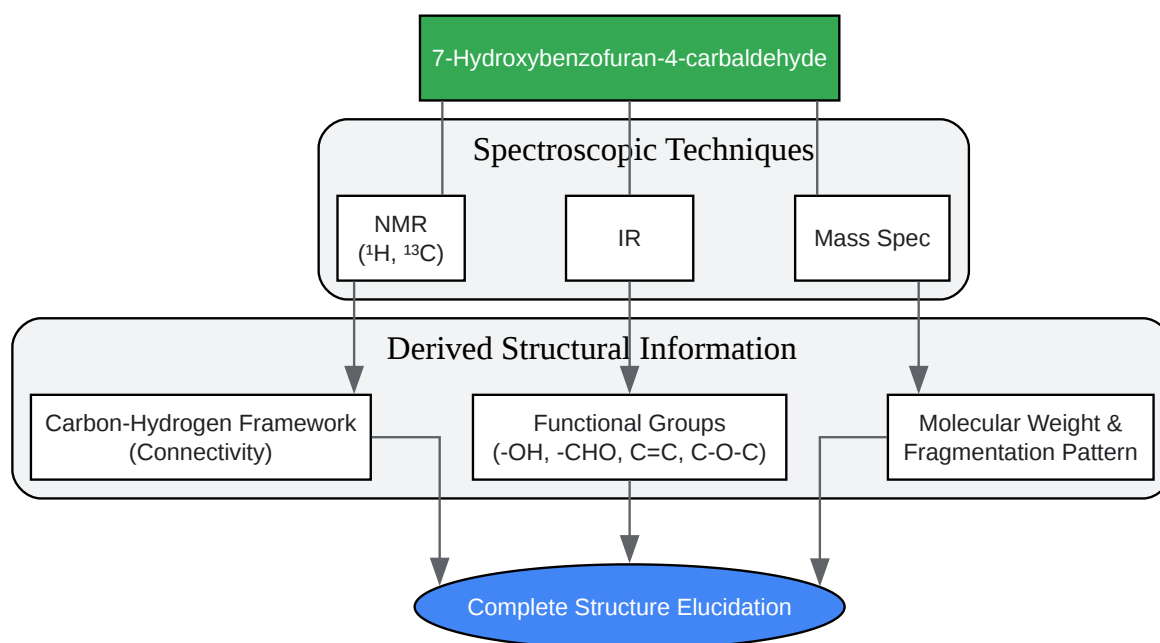 7-Hydroxybenzofuran-4-carbaldehyde
Spectroscopic Techniques
NMR
(¹H, ¹³C)
IR
Mass Spec
Derived Structural Information
Carbon-Hydrogen Framework
(Connectivity)
Functional Groups
(-OH, -CHO, C=C, C-O-C)
Molecular Weight &
Fragmentation Pattern
Complete Structure Elucidation